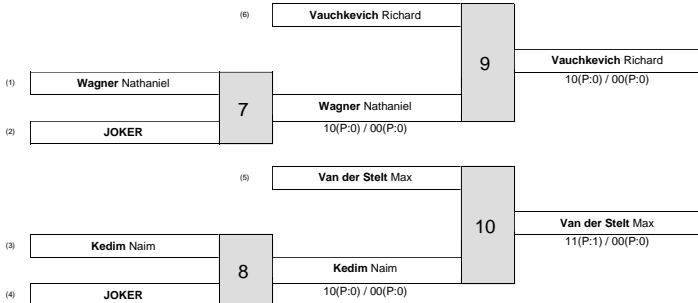 (6) Vauchkevich Richard
9
Vauchkevich Richard
10(P:0) / 00(P:0)
(1) Wagner Nathaniel
7
Wagner Nathaniel
10(P:0) / 00(P:0)
(2) JOKER
(5) Van der Stelt Max
10
Van der Stelt Max
11(P:1) / 00(P:0)
(3) Kedim Naim
8
Kedim Naim
10(P:0) / 00(P:0)
(4) JOKER